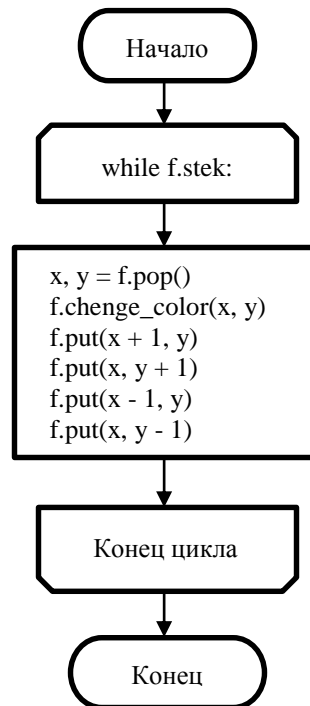 Начало
while f.stek:
x, y = f.pop()
f.chenge_color(x, y)
f.put(x + 1, y)
f.put(x, y + 1)
f.put(x - 1, y)
f.put(x, y - 1)
Конец цикла
Конец